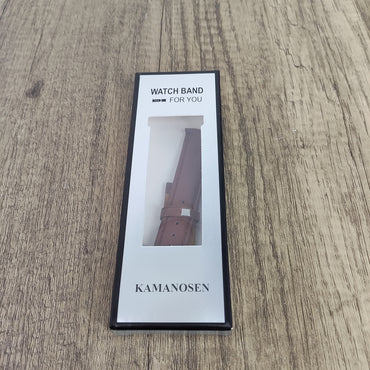 WATCH BAND
FOR YOU
KAMANOSEN